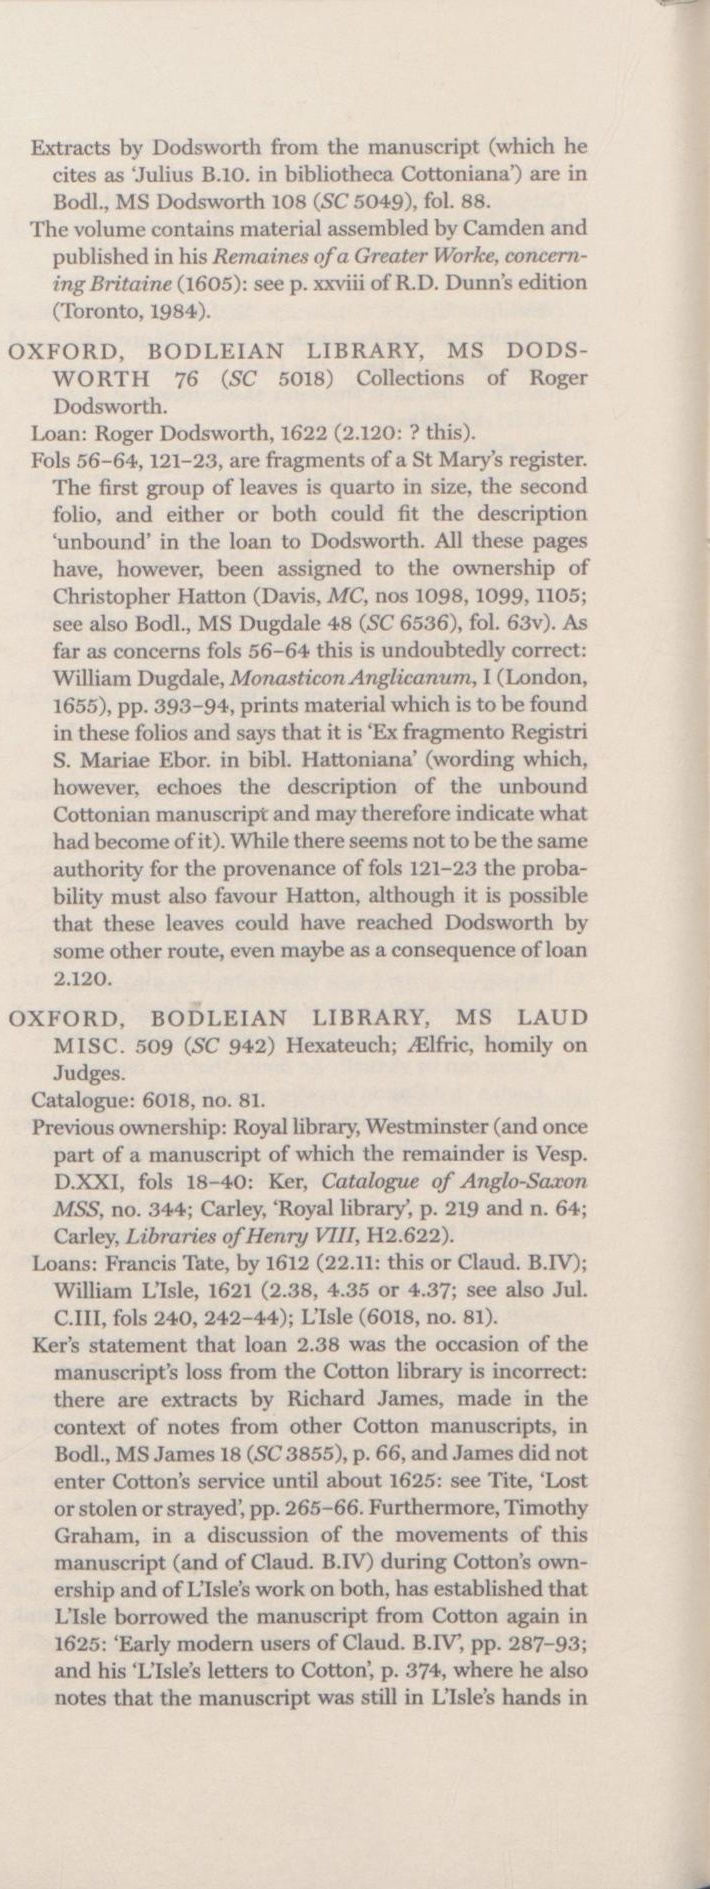 Extracts by Dodsworth from the manuscript (which he
cites as ‘Julius B.10. in bibliotheca Cottoniana’) are in
Bodl., MS Dodsworth 108 (SC 5049), fol. 88.
The volume contains material assembled by Camden and
published in his Remaines of a Greater Worke, concern-
ing Britaine (1605): see p. xxviii of R.D. Dunn’s edition
(Toronto, 1984).
OXFORD, BODLEIAN LIBRARY, MS DODS-
WORTH 76 (SC 5018) Collections of Roger
Dodsworth.
Loan: Roger Dodsworth, 1622 (2.120: ? this).
Fols 56–64, 121–23, are fragments of a St Mary’s register.
The first group of leaves is quarto in size, the second
folio, and either or both could fit the description
‘unbound’ in the loan to Dodsworth. All these pages
have, however, been assigned to the ownership of
Christopher Hatton (Davis, MC, nos 1098, 1099, 1105;
see also Bodl., MS Dugdale 48 (SC 6536), fol. 63v). As
far as concerns fols 56–64 this is undoubtedly correct:
William Dugdale, Monasticon Anglicanum, I (London,
1655), pp. 393–94, prints material which is to be found
in these folios and says that it is ‘Ex fragmento Registri
S. Mariae Ebor. in bibl. Hattoniana’ (wording which,
however, echoes the description of the unbound
Cottonian manuscript and may therefore indicate what
had become of it). While there seems not to be the same
authority for the provenance of fols 121–23 the proba-
bility must also favour Hatton, although it is possible
that these leaves could have reached Dodsworth by
some other route, even maybe as a consequence of loan
2.120.
OXFORD, BODLEIAN LIBRARY, MS LAUD
MISC. 509 (SC 942) Hexateuch; Ælfric, homily on
Judges.
Catalogue: 6018, no. 81.
Previous ownership: Royal library, Westminster (and once
part of a manuscript of which the remainder is Vesp.
D.XXI, fols 18–40: Ker, Catalogue of Anglo-Saxon
MSS, no. 344; Carley, ‘Royal library’, p. 219 and n. 64;
Carley, Libraries of Henry VIII, H2.622).
Loans: Francis Tate, by 1612 (22.11: this or Claud. B.IV);
William L’Isle, 1621 (2.38, 4.35 or 4.37; see also Jul.
C.III, fols 240, 242–44); L’Isle (6018, no. 81).
Ker’s statement that loan 2.38 was the occasion of the
manuscript’s loss from the Cotton library is incorrect:
there are extracts by Richard James, made in the
context of notes from other Cotton manuscripts, in
Bodl., MS James 18 (SC 3855), p. 66, and James did not
enter Cotton’s service until about 1625: see Tite, ‘Lost
or stolen or strayed’, pp. 265–66. Furthermore, Timothy
Graham, in a discussion of the movements of this
manuscript (and of Claud. B.IV) during Cotton’s own-
ership and of L’Isle’s work on both, has established that
L’Isle borrowed the manuscript from Cotton again in
1625: ‘Early modern users of Claud. B.IV’, pp. 287–93;
and his ‘L’Isle’s letters to Cotton’, p. 374, where he also
notes that the manuscript was still in L’Isle’s hands in